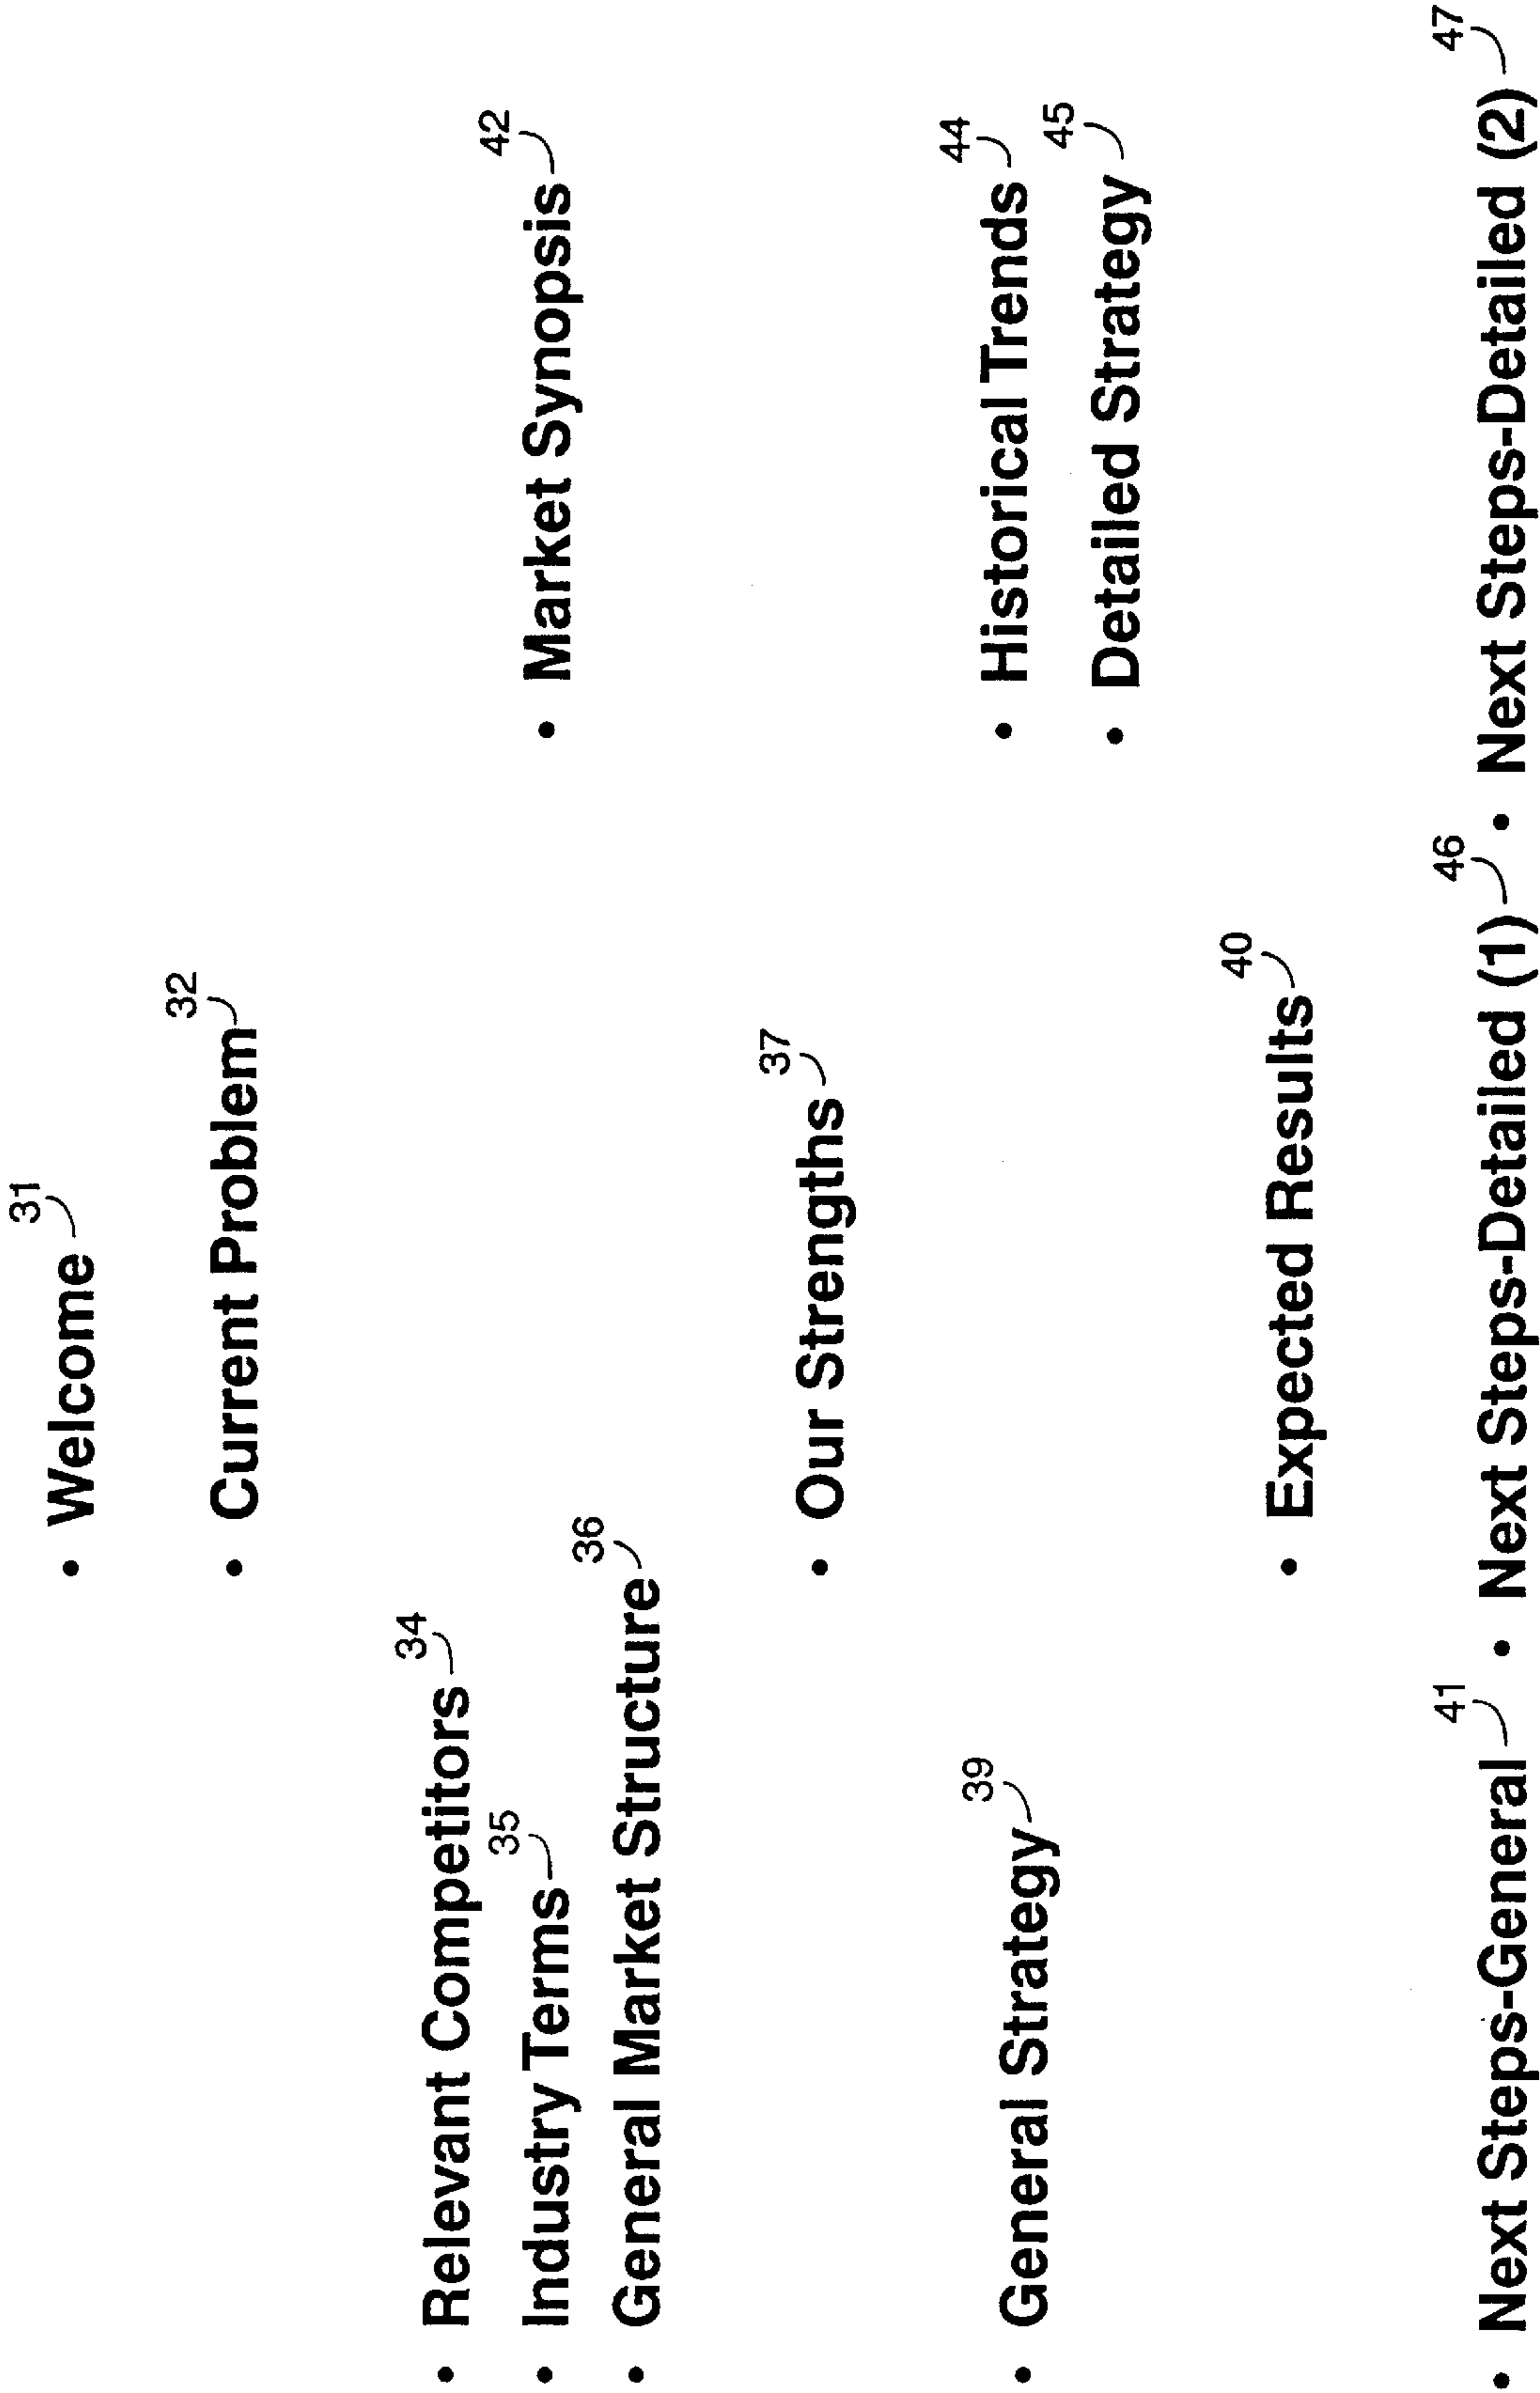 31
• Welcome
32
• Current Problem
34
• Relevant Competitors
35
• Industry Terms
36
• General Market Structure
42
• Market Synopsis
37
• Our Strengths
39
• General Strategy
44
• Historical Trends
45
• Detailed Strategy
40
• Expected Results
41
• Next Steps-General
46
• Next Steps-Detailed (1)
47
• Next Steps-Detailed (2)